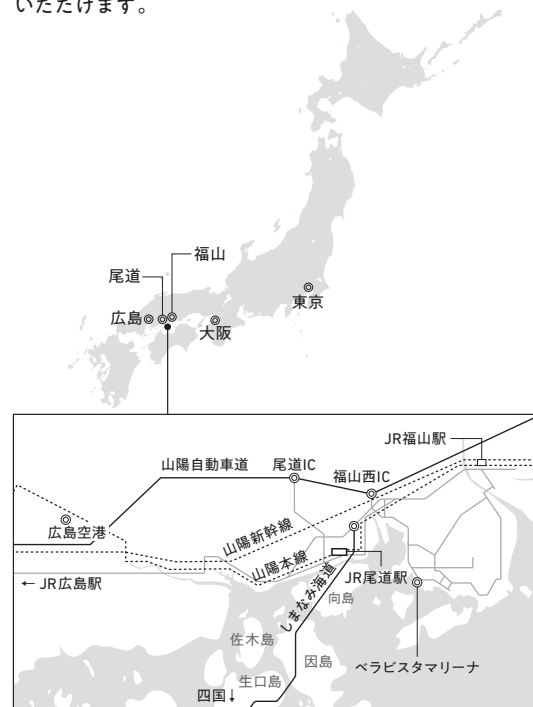 いただけます。
福山
尾道
広島
東京
大阪
JR福山駅
山陽自動車道
尾道IC
福山西IC
広島空港
山陽新幹線
山陽本線
← JR広島駅
JR尾道駅
しまなみ海道
向島
佐木島
因島
ベラビスタマリーナ
生口島
四国↓